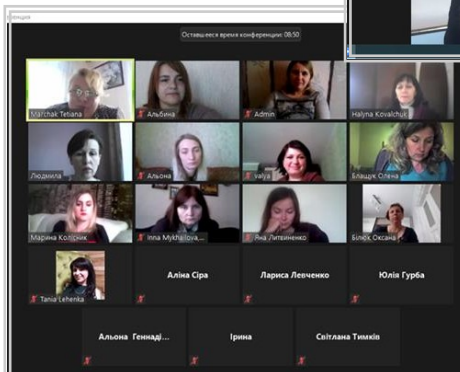 Оставшееся время конференции: 08:50
Marchak Tetiana
Альбина
Admin
Halyna Kovalchuk
Людмила
Альона
Valya
Блащук Олена
Марина Колісник
Inna Mykhailova,...
Яна Литвиненко
Білюк Оксана
Tania Lehenka
Аліна Сіра
Лариса Левченко
Юлія Гурба
Альона Геннаді...
Ірина
Світлана Тимків